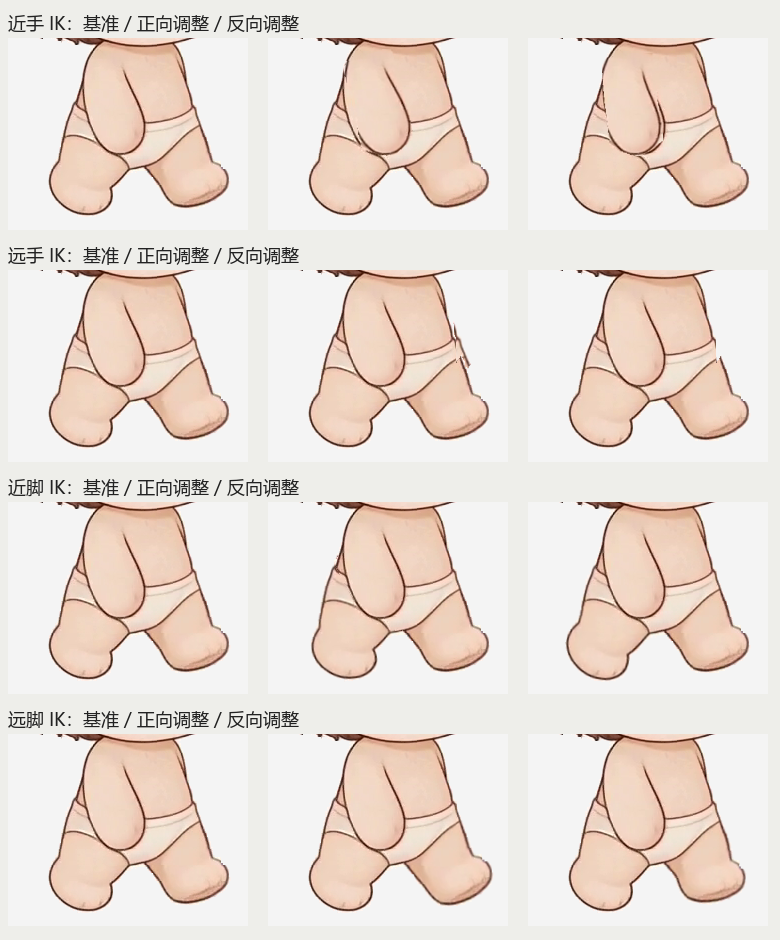 近手 IK：基准 / 正向调整 / 反向调整
远手 IK：基准 / 正向调整 / 反向调整
近脚 IK：基准 / 正向调整 / 反向调整
远脚 IK：基准 / 正向调整 / 反向调整